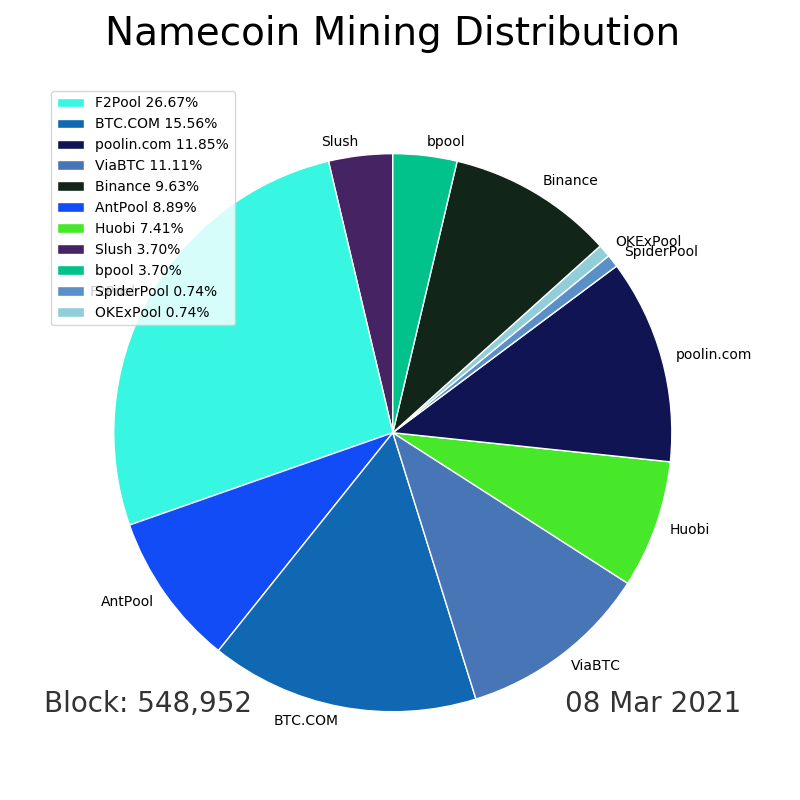 Namecoin Mining Distribution
F2Pool 26.67%
BTC.COM 15.56%
poolin.com 11.85%
ViaBTC 11.11%
Binance 9.63%
AntPool 8.89%
Huobi 7.41%
Slush 3.70%
bpool 3.70%
SpiderPool 0.74%
OKExPool 0.74%
Slush
bpool
Binance
OKExPool
SpiderPool
poolin.com
Huobi
ViaBTC
BTC.COM
AntPool
F2Pool
Block: 548,952
08 Mar 2021